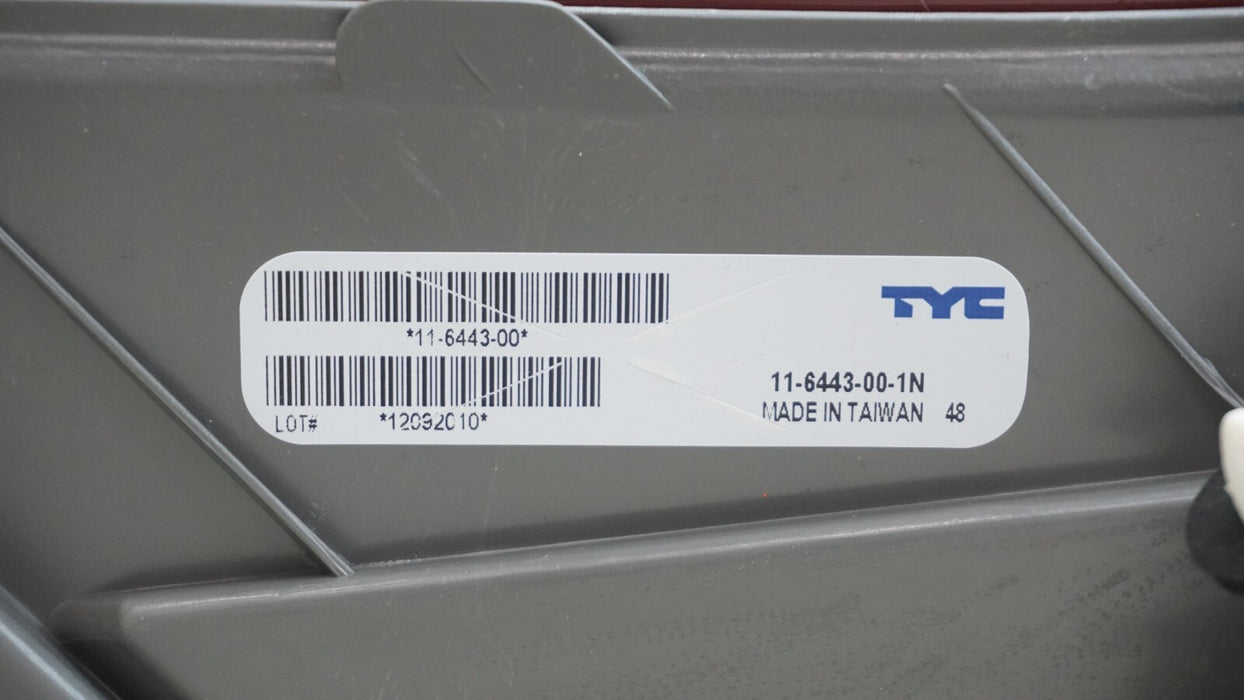 *11-6443-00*
LOT# *12092010*
TYC
11-6443-00-1N
MADE IN TAIWAN 48